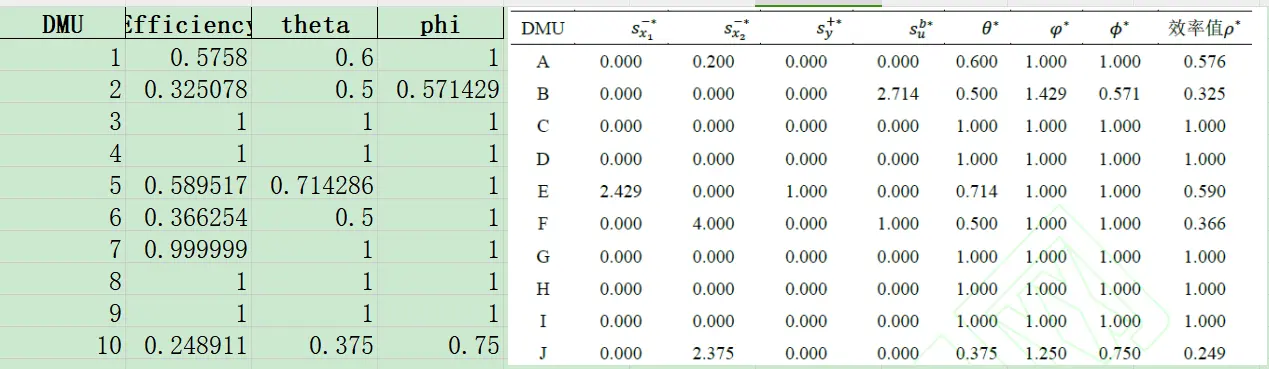 DMU Efficiency theta phi
1 0.5758 0.6 1
2 0.325078 0.5 0.571429
3 1 1 1
4 1 1 1
5 0.589517 0.714286 1
6 0.366254 0.5 1
7 0.999999 1 1
8 1 1 1
9 1 1 1
10 0.248911 0.375 0.75
DMU s_{x_1}^{-*} s_{x_2}^{-*} s_y^{+*} s_u^{b*} θ* φ* ϕ* 效率值ρ*
A 0.000 0.200 0.000 0.000 0.600 1.000 1.000 0.576
B 0.000 0.000 0.000 2.714 0.500 1.429 0.571 0.325
C 0.000 0.000 0.000 0.000 1.000 1.000 1.000 1.000
D 0.000 0.000 0.000 0.000 1.000 1.000 1.000 1.000
E 2.429 0.000 1.000 0.000 0.714 1.000 1.000 0.590
F 0.000 4.000 0.000 1.000 0.500 1.000 1.000 0.366
G 0.000 0.000 0.000 0.000 1.000 1.000 1.000 1.000
H 0.000 0.000 0.000 0.000 1.000 1.000 1.000 1.000
I 0.000 0.000 0.000 0.000 1.000 1.000 1.000 1.000
J 0.000 2.375 0.000 0.000 0.375 1.250 0.750 0.249